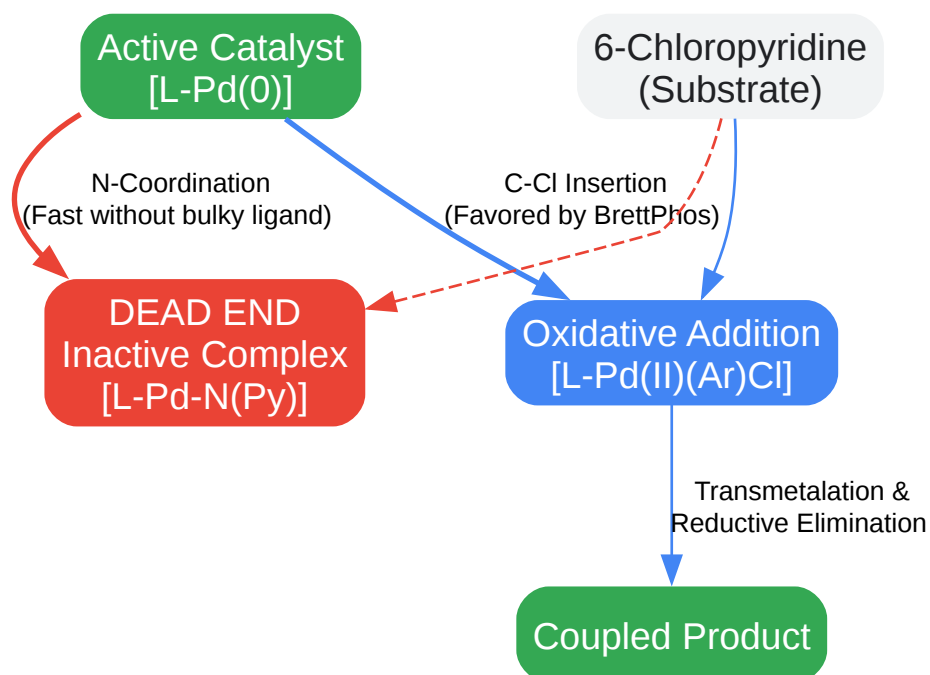 Active Catalyst
[L-Pd(0)]
6-Chloropyridine
(Substrate)
N-Coordination
(Fast without bulky ligand)
C-Cl Insertion
(Favored by BrettPhos)
DEAD END
Inactive Complex
[L-Pd-N(Py)]
Oxidative Addition
[L-Pd(II)(Ar)Cl]
Transmetalation &
Reductive Elimination
Coupled Product